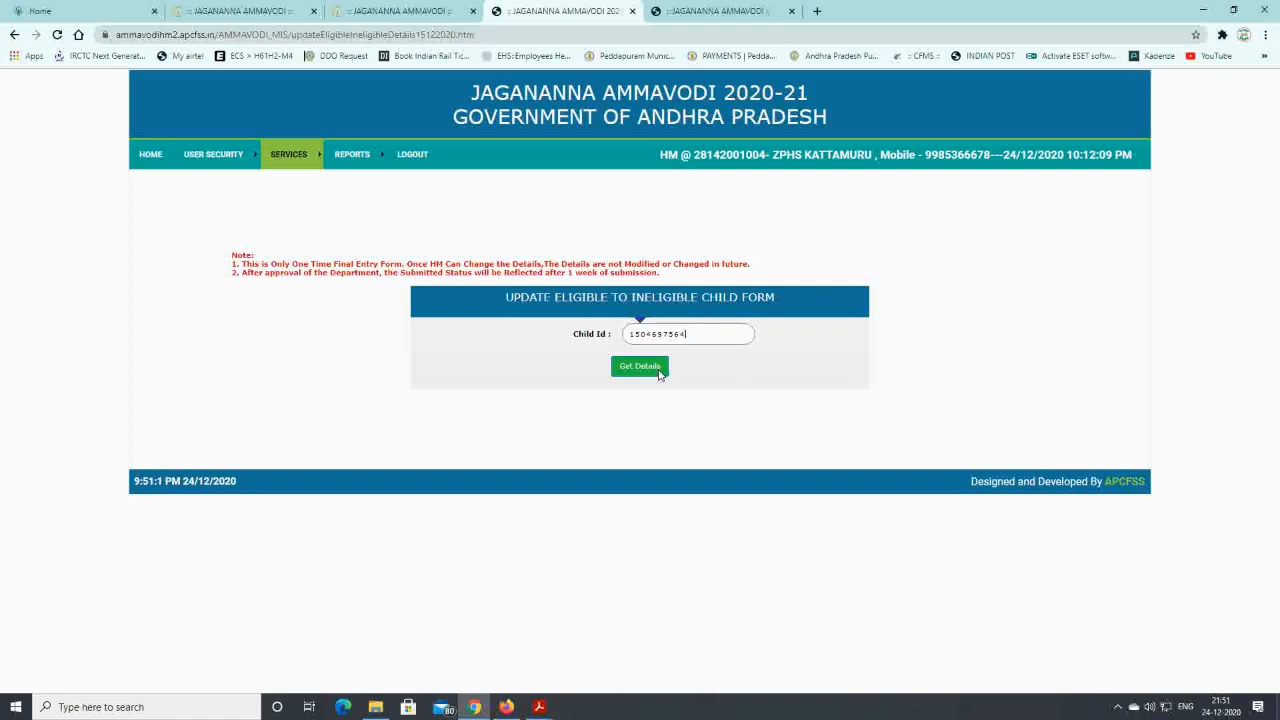 Home
:: JAGANANNA AMMAVODI ::
:: JAGANANNA AMMAVODI ::
:: JAGANANNA AMMAVODI 202
:: JAGANANNA AMMAVODI ::
ammavodihm2.apcfss.in/AMMAVODI_MIS/updateEligibleIneligibleDetails15122020.htm
Apps
IRCTC Next Generat...
My airtel
ECS > H61H2-M4
DDO Request
Book Indian Rail Tic...
EHS:Employees He...
Peddapuram Munic...
PAYMENTS | Pedda...
Andhra Pradesh Pu...
:: CFMS ::
INDIAN POST
Activate ESET softw...
Kadenze
YouTube
JAGANANNA AMMAVODI 2020-21
GOVERNMENT OF ANDHRA PRADESH
HOME USER SECURITY SERVICES REPORTS LOGOUT HM @ 28142001004- ZPHS KATTAMURU , Mobile - 9985366678---24/12/2020 10:12:09 PM
Note:
1. This is Only One Time Final Entry Form. Once HM Can Change the Details,The Details are not Modified or Changed in future.
2. After approval of the Department, the Submitted Status will be Reflected after 1 week of submission.
UPDATE ELIGIBLE TO INELIGIBLE CHILD FORM
Child Id : 1504697564
Get Details
9:51:1 PM 24/12/2020 Designed and Developed By APCFSS
Type here to search
80
ENG
21:51
24-12-2020